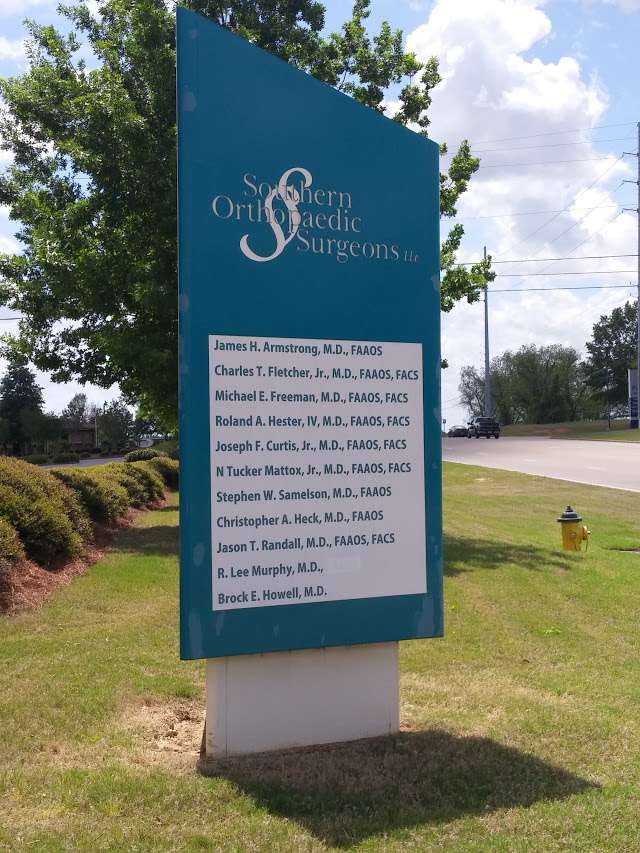 Southern
Orthopaedic
Surgeons llc
James H. Armstrong, M.D., FAAOS
Charles T. Fletcher, Jr., M.D., FAAOS, FACS
Michael E. Freeman, M.D., FAAOS, FACS
Roland A. Hester, IV, M.D., FAAOS, FACS
Joseph F. Curtis, Jr., M.D., FAAOS, FACS
N Tucker Mattox, Jr., M.D., FAAOS, FACS
Stephen W. Samelson, M.D., FAAOS
Christopher A. Heck, M.D., FAAOS
Jason T. Randall, M.D., FAAOS, FACS
R. Lee Murphy, M.D.,
Brock E. Howell, M.D.